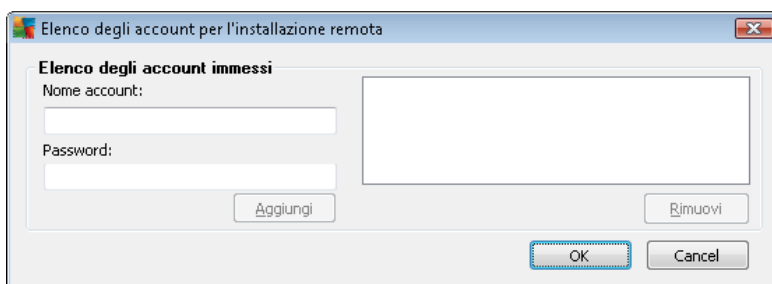 Elenco degli account per l'installazione remota
Elenco degli account immessi
Nome account:
Password:
Aggiungi
Rimuovi
OK
Cancel